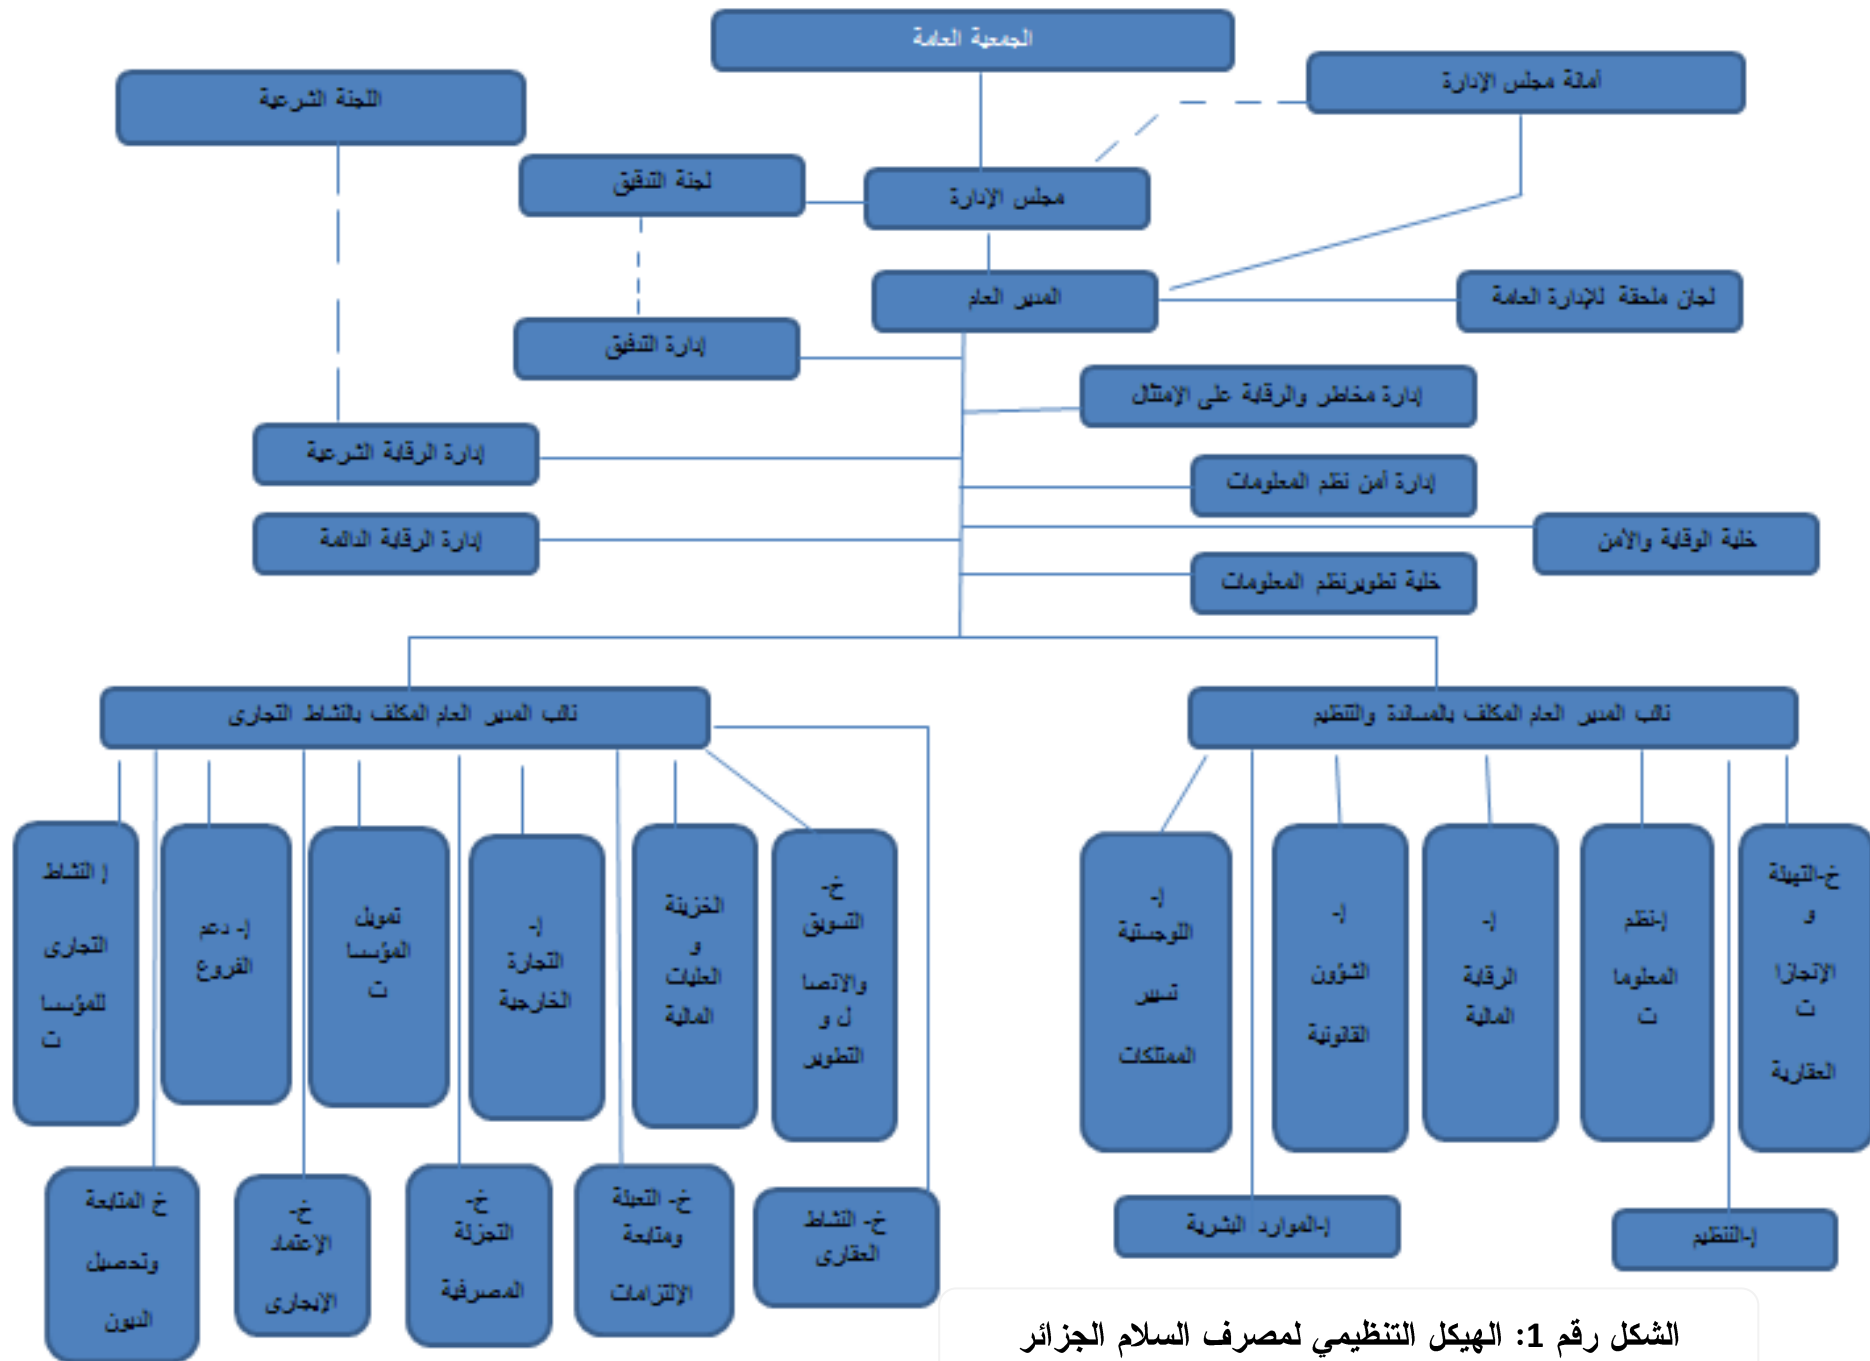 الجمعية العامة
أمانة مجلس الإدارة
اللجنة الشرعية
لجنة التدقيق
مجلس الإدارة
المدير العام
لجان ملحقة للإدارة العامة
إدارة التدقيق
إدارة مخاطر والرقابة على الإمتثال
إدارة الرقابة الشرعية
إدارة أمن نظم المعلومات
خلية الوقاية والأمن
إدارة الرقابة الدائمة
خلية تطويرنظم المعلومات
نائب المدير العام المكلف بالمساندة والتنظيم
نائب المدير العام المكلف بالنشاط التجارى
خ-التهيئة
و
الإنجازا
ت
العقارية
إ-نظم
المعلوما
ت
إ-
الرقابة
المالية
إ-
الشؤون
القانونية
إ-
اللوجستية
تسيير
الممتلكات
خ-
التسويق
والاتصا
ل و
التطوير
الخزينة
و
العليات
المالية
إ-
التجارة
الخارجية
تمويل
المؤسسا
ت
إ- دعم
الفروع
إ النشاط
التجارى
للمؤسسا
ت
إ-التنظيم
إ-الموارد البشرية
خ- النشاط
العقارى
خ- التعبئة
ومتابعة
الإلتزامات
خ-
التجزئة
المصرفية
خ-
الإعتماد
الإيجارى
خ المتابعة
وتحصيل
الديون
الشكل رقم 1: الهيكل التنظيمي لمصرف السلام الجزائر